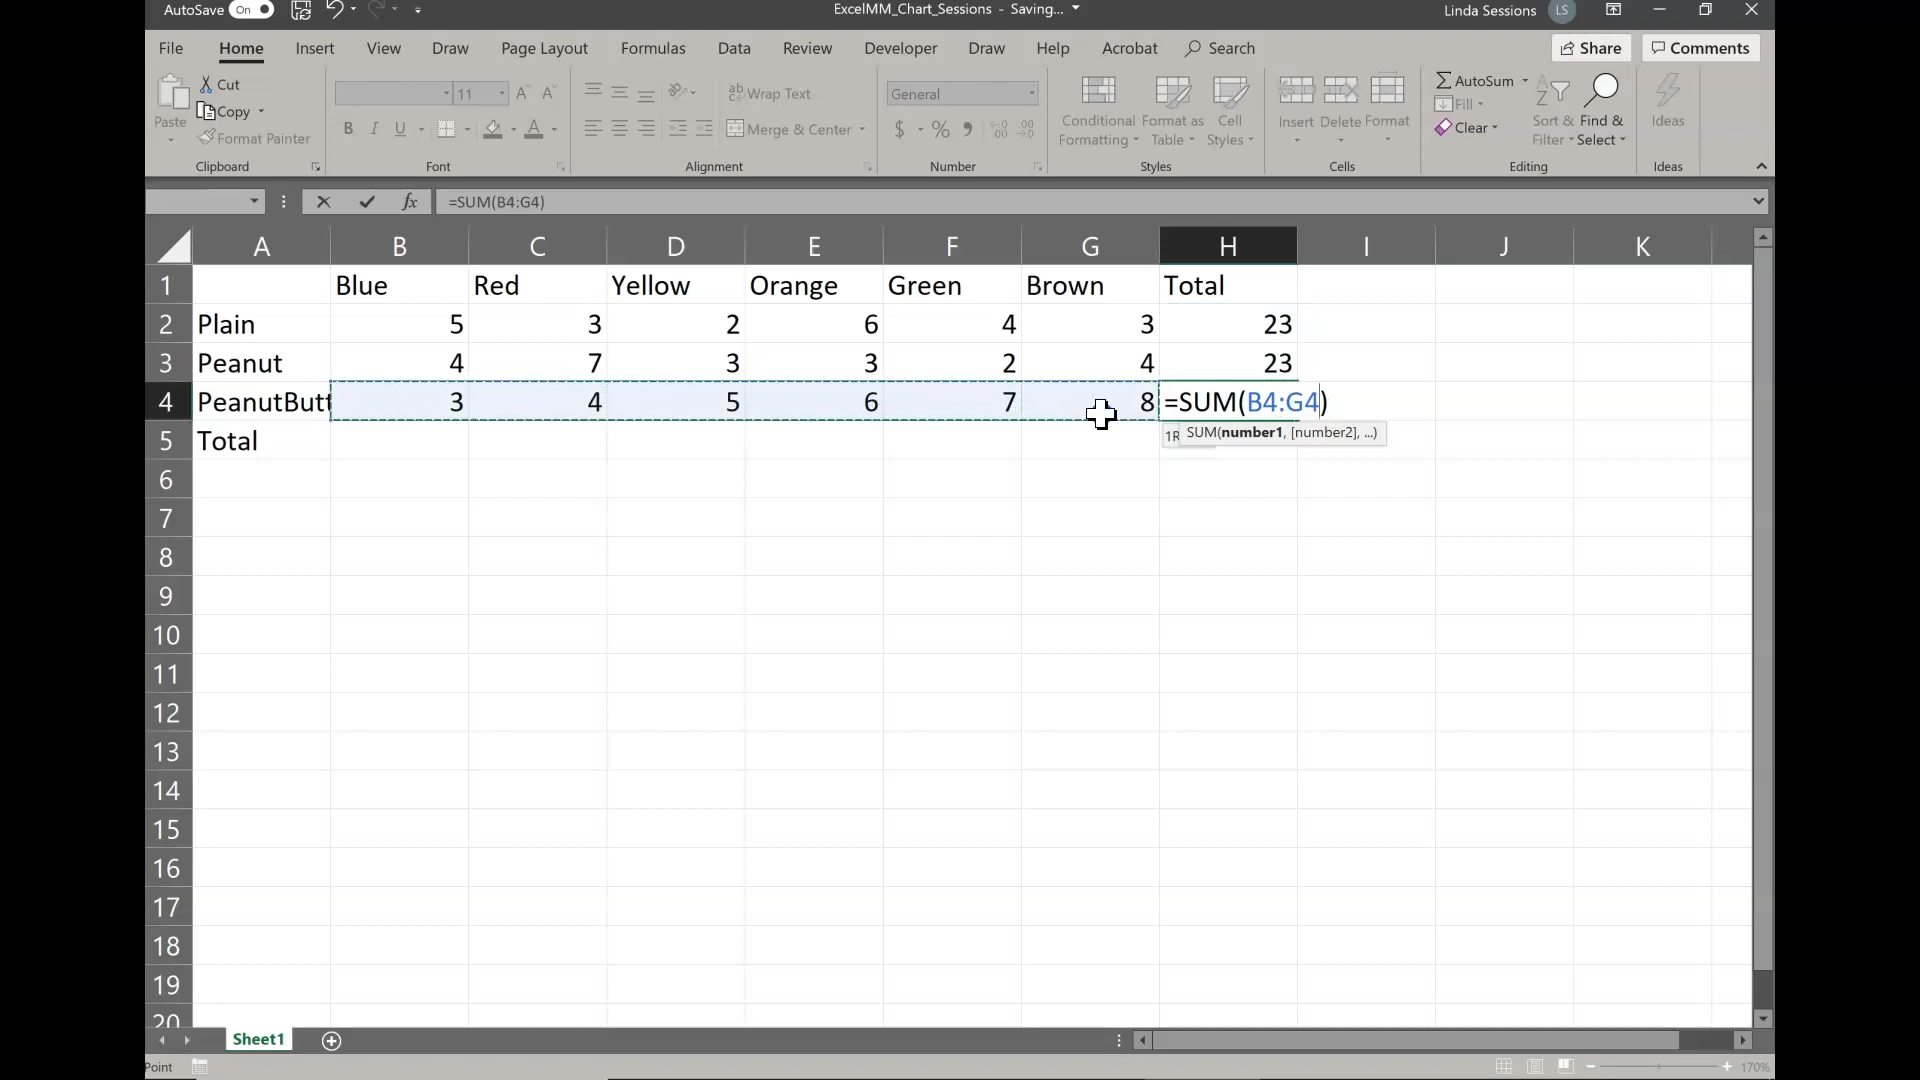 AutoSave On ExcelMM_Chart_Sessions - Saving... Linda Sessions LS
File Home Insert View Draw Page Layout Formulas Data Review Developer Draw Help Acrobat Search Share Comments
Paste Cut Copy Format Painter
11
B I U
ab Wrap Text
Merge & Center
General
$ % 9
Conditional Formatting
Format as Table
Cell Styles
Insert Delete Format
AutoSum
Fill
Clear
Sort & Filter
Find & Select
Ideas
Clipboard Font Alignment Number Styles Cells Editing Ideas
fx =SUM(B4:G4)
A B C D E F G H I J K
1 Blue Red Yellow Orange Green Brown Total
2 Plain 5 3 2 6 4 3 23
3 Peanut 4 7 3 3 2 4 23
4 PeanutButt 3 4 5 6 7 8 =SUM(B4:G4)
5 Total 1R SUM(number1, [number2], ...)
6
7
8
9
10
11
12
13
14
15
16
17
18
19
20
Sheet1
Point 170%